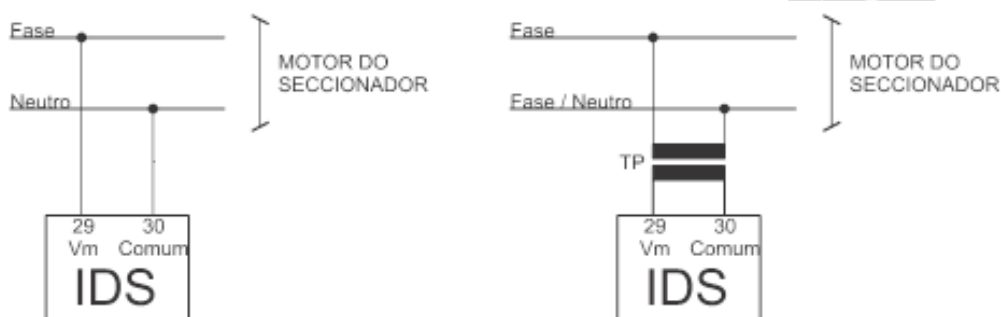 Fase
Neutro
MOTOR DO
SECCIONADOR
29
30
Vm
Comum
IDS
Fase
Fase / Neutro
MOTOR DO
SECCIONADOR
TP
29
30
Vm
Comum
IDS